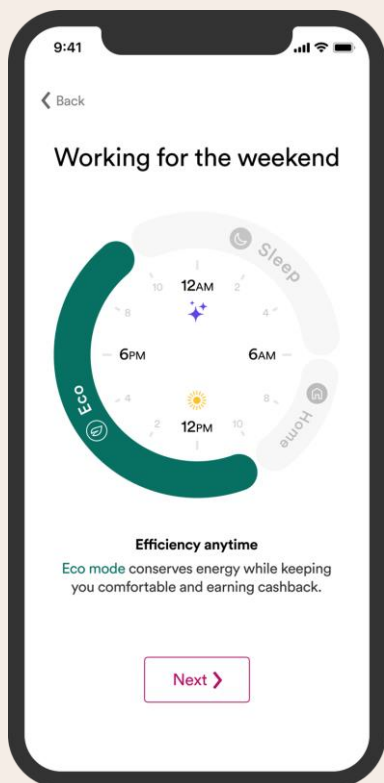 9:41
Back
Working for the weekend
Sleep
10 12AM 2
8 4
6PM 6AM
4 8
2 12PM 10
Eco
Home
Efficiency anytime
Eco mode conserves energy while keeping
you comfortable and earning cashback.
Next